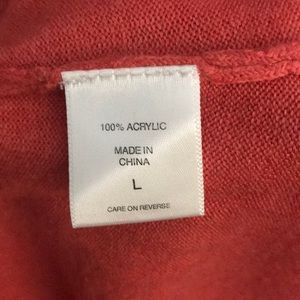 100% ACRYLIC
MADE IN
CHINA
L
CARE ON REVERSE